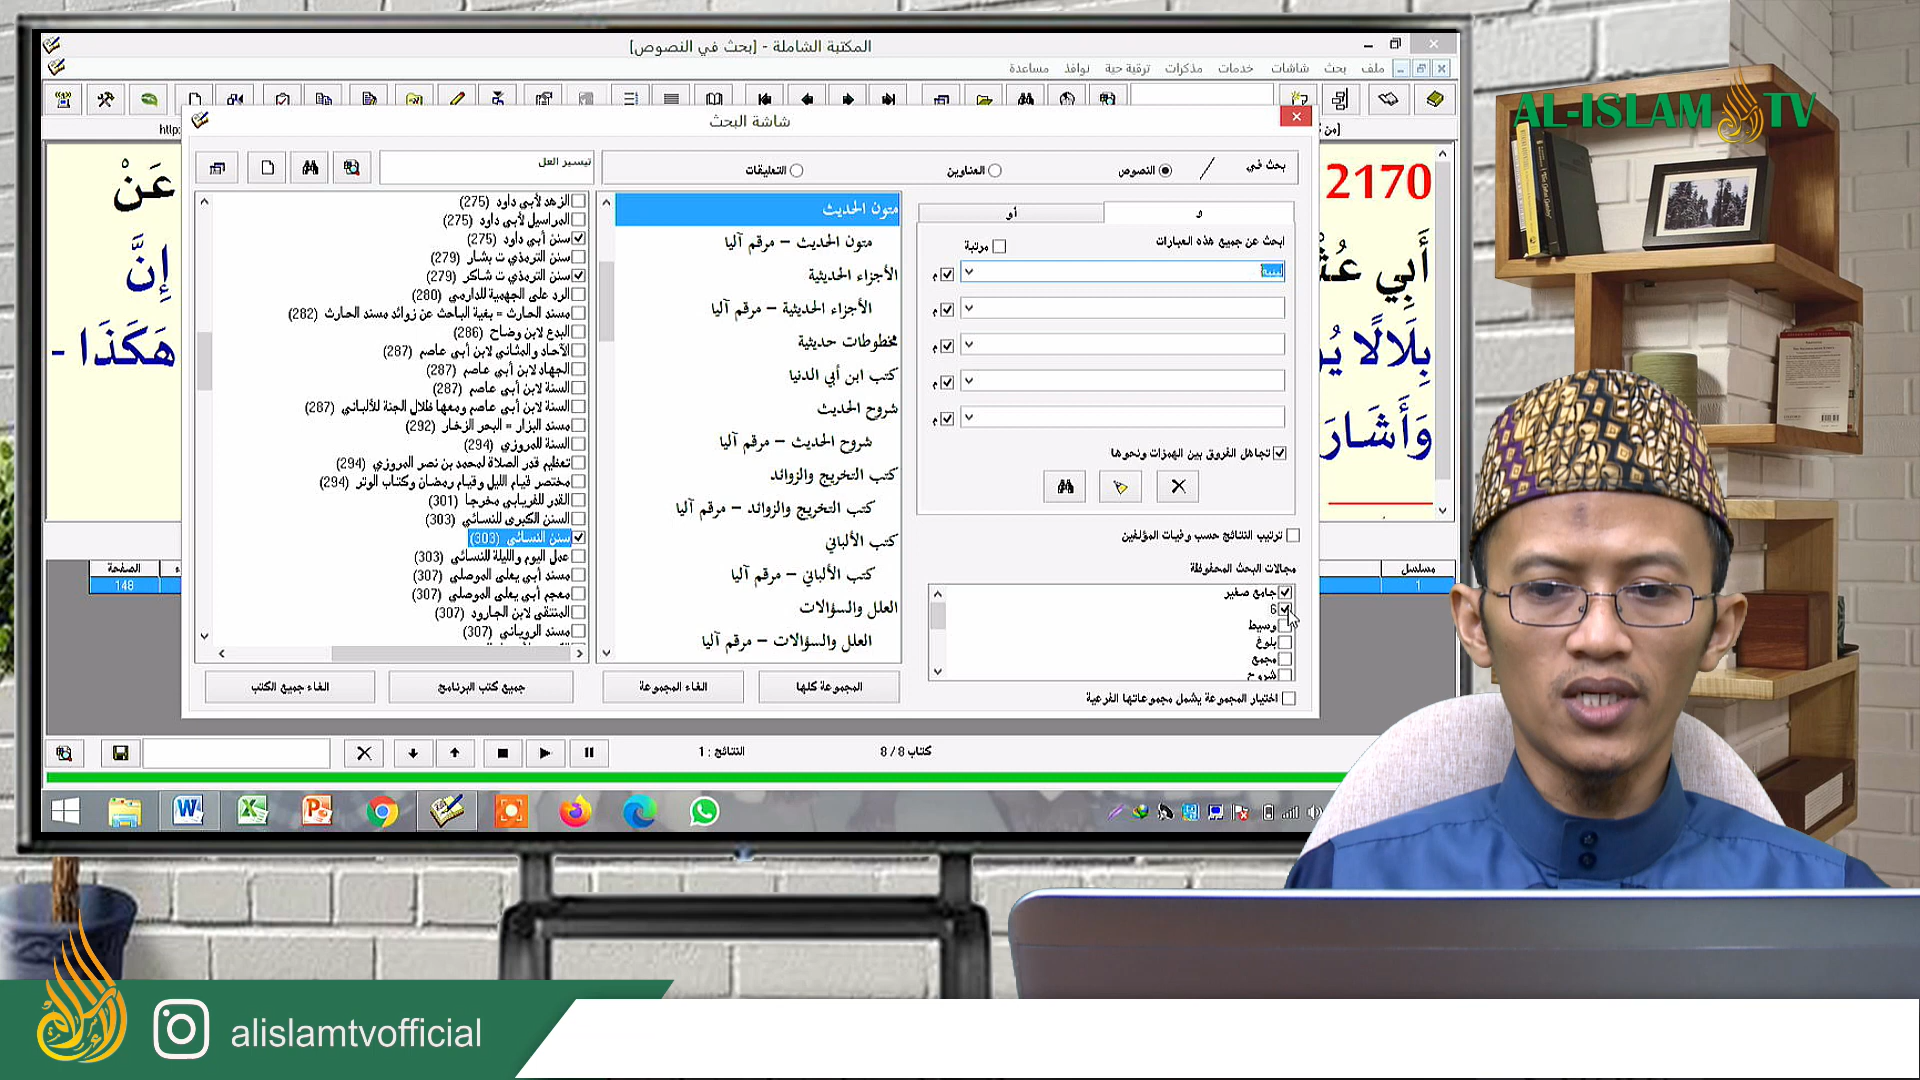 المكتبة الشاملة - [بحث في النصوص]
ملف بحث شاشات خدمات مذكرات ترقية حية نوافذ مساعدة
http:
شاشة البحث
[من
AL-ISLAM TV
تيسير العل
بحث في
النصوص
العناوين
التعليقات
2170
عَنْ
إِنَّ
هَكَذَا -
بِلَالًا
وَأَشَارَ
الزهد لأبي داود (275)
المراسيل لأبي داود (275)
سنن أبي داود (275)
سنن الترمذي ت بشار (279)
سنن الترمذي ت شاكر (279)
الرد على الجهمية للدارمي (280)
مسند الحارث = بغية الباحث عن زوائد مسند الحارث (282)
البدع لابن وضاح (286)
الآحاد والمثاني لابن أبي عاصم (287)
الجهاد لابن أبي عاصم (287)
السنة لابن أبي عاصم (287)
السنة لابن أبي عاصم ومعها ظلال الجنة للألباني (287)
مسند البزار = البحر الزخار (292)
السنة للمروزي (294)
تعظيم قدر الصلاة لمحمد بن نصر المروزي (294)
مختصر قيام الليل وقيام رمضان وكتاب الوتر (294)
القدر للفريابي مخرجا (301)
السنن الكبرى للنسائي (303)
سنن النسائي (303)
عمل اليوم والليلة للنسائي (303)
مسند أبي يعلى الموصلي (307)
معجم أبي يعلى الموصلي (307)
المنتقى لابن الجارود (307)
مسند الروياني (307)
متون الحديث
متون الحديث – مرقم آليا
الأجزاء الحديثية
الأجزاء الحديثية – مرقم آليا
مخطوطات حديثية
كتب ابن أبي الدنيا
شروح الحديث
شروح الحديث – مرقم آليا
كتب التخريج والزوائد
كتب التخريج والزوائد – مرقم آليا
كتب الألباني
كتب الألباني – مرقم آليا
العلل والسؤالات
العلل والسؤالات – مرقم آليا
و
أو
ابحث عن جميع هذه العبارات
مرتبة
م
م
م
م
م
تجاهل الفروق بين الهمزات ونحوها
ترتيب النتائج حسب وفيات المؤلفين
مجالات البحث المحفوظة
جامع صغير
6
وسيط
بلوغ
مجمع
شروح
اختيار المجموعة يشمل مجموعاتها الفرعية
المجموعة كلها
الغاء المجموعة
جميع كتب البرنامج
الغاء جميع الكتب
الصفحة
148
مسلسل
1
كتاب 8 / 8
النتائج : 1
alislamtvofficial